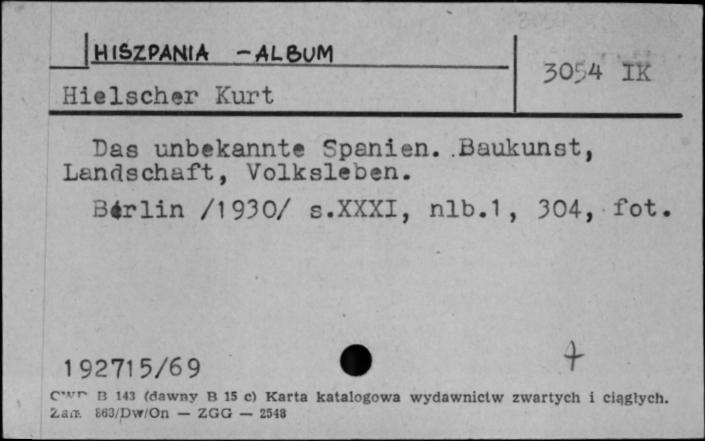 HISZPANIA - ALBUM
3054 IK
Hielscher Kurt
Das unbekannte Spanien. Baukunst,
Landschaft, Volksleben.
Berlin /1930/ s.XXXI, nlb.1, 304, fot.
192715/69
CWD B 143 (dawny B 15 c) Karta katalogowa wydawnictw zwartych i ciągłych.
Zam. 863/Dw/On — ZGG — 2548